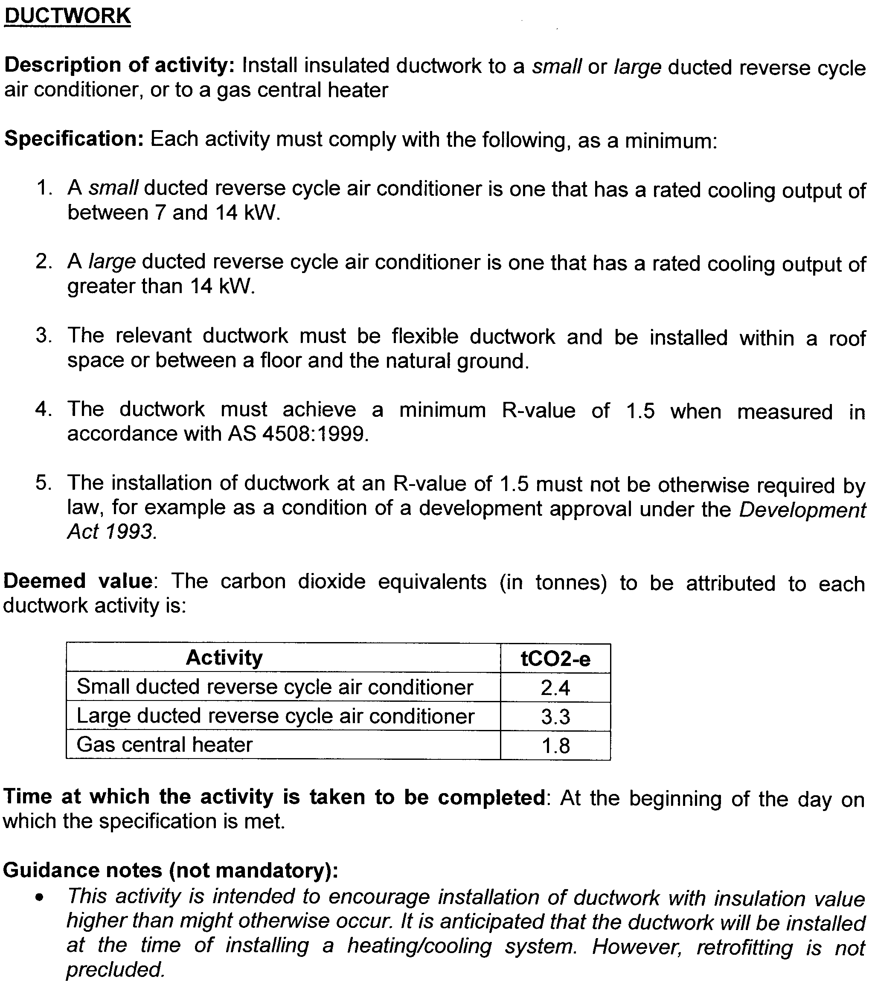 DUCTWORK
Description of activity: Install insulated ductwork to a small or large ducted reverse cycle
air conditioner, or to a gas central heater
Specification: Each activity must comply with the following, as a minimum:
1. A small ducted reverse cycle air conditioner is one that has a rated cooling output of
between 7 and 14 kW.
2. A large ducted reverse cycle air conditioner is one that has a rated cooling output of
greater than 14 kW.
3. The relevant ductwork must be flexible ductwork and be installed within a roof
space or between a floor and the natural ground.
4. The ductwork must achieve a minimum R-value of 1.5 when measured in
accordance with AS 4508:1999.
5. The installation of ductwork at an R-value of 1.5 must not be otherwise required by
law, for example as a condition of a development approval under the Development
Act 1993.
Deemed value: The carbon dioxide equivalents (in tonnes) to be attributed to each
ductwork activity is:
Activity tCO2-e
Small ducted reverse cycle air conditioner 2.4
Large ducted reverse cycle air conditioner 3.3
Gas central heater 1.8
Time at which the activity is taken to be completed: At the beginning of the day on
which the specification is met.
Guidance notes (not mandatory):
• This activity is intended to encourage installation of ductwork with insulation value
higher than might otherwise occur. It is anticipated that the ductwork will be installed
at the time of installing a heating/cooling system. However, retrofitting is not
precluded.